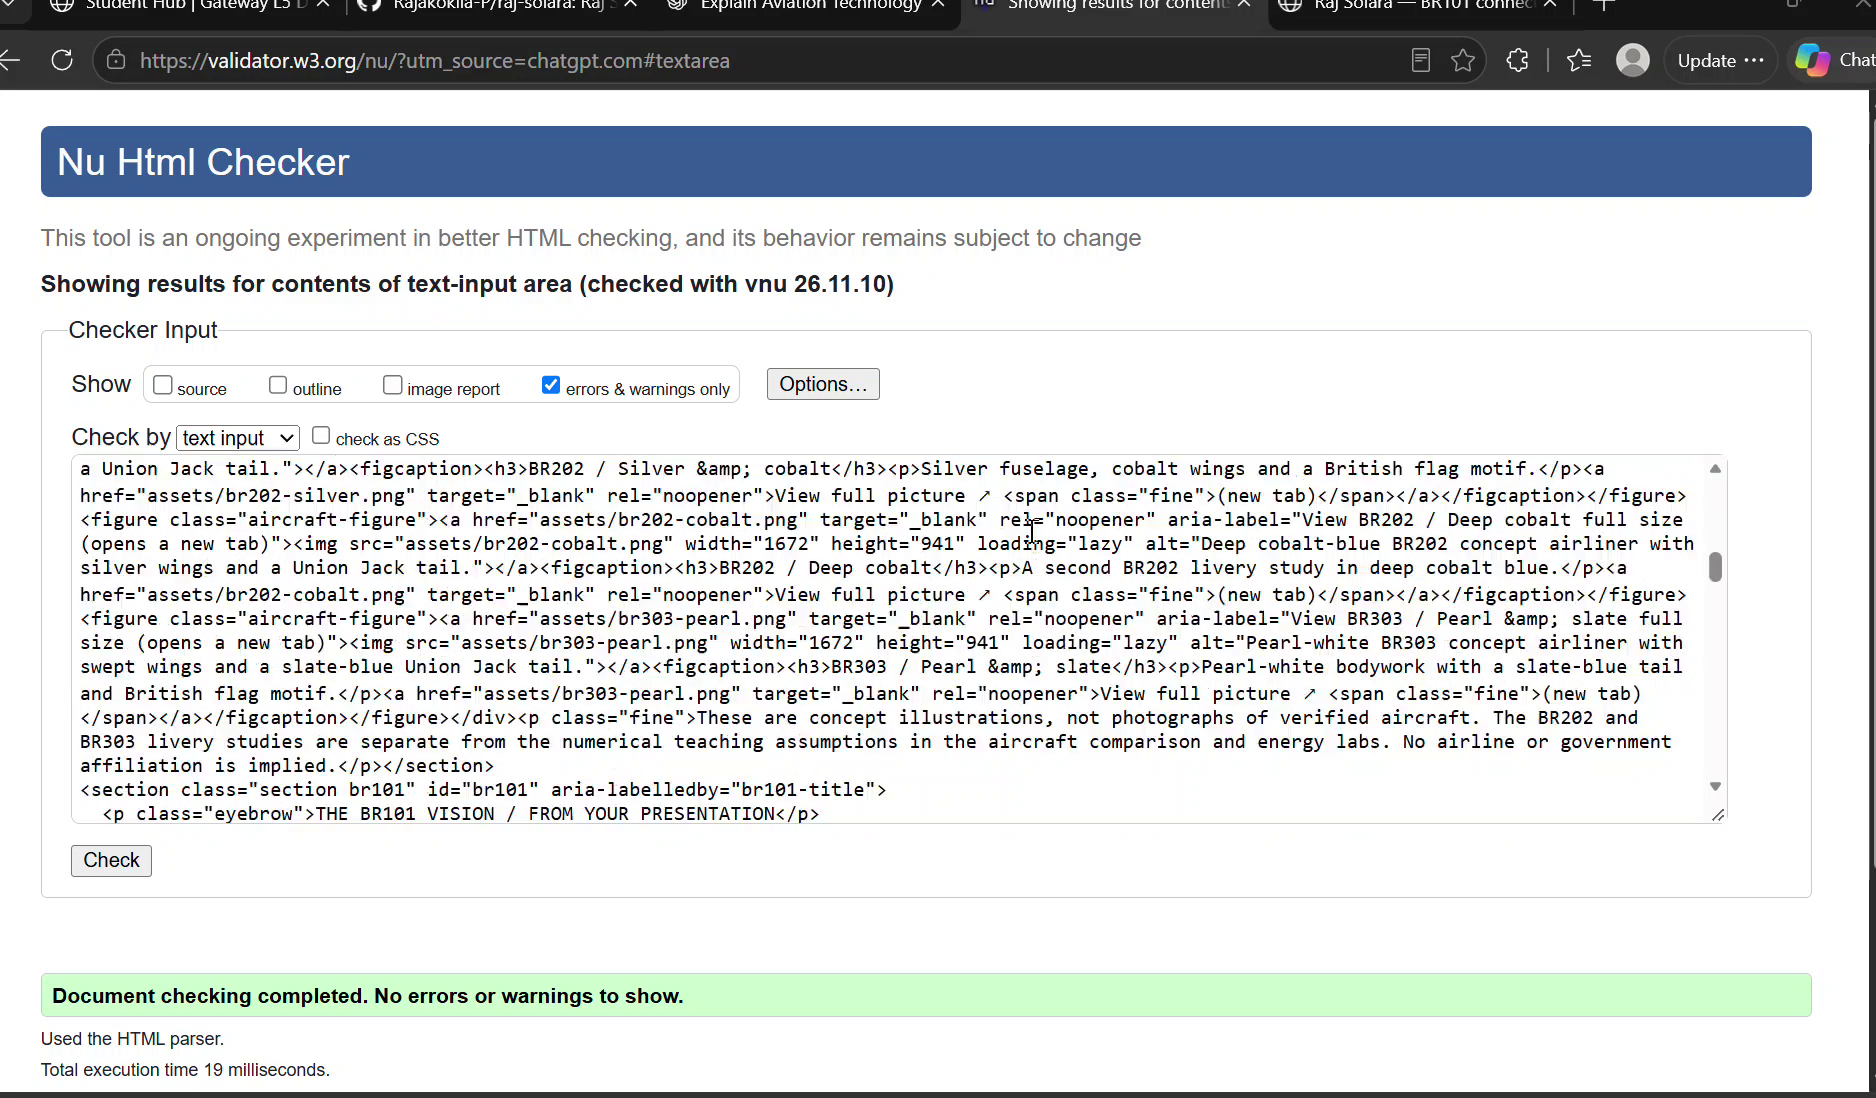 Student Hub | Gateway L5 D
Rajakokila-P/raj-solara: Raj S
Explain Aviation Technology
Showing results for content
Raj Solara — BR101 connec
https://validator.w3.org/nu/?utm_source=chatgpt.com#textarea
Update
Chat
Nu Html Checker
This tool is an ongoing experiment in better HTML checking, and its behavior remains subject to change
Showing results for contents of text-input area (checked with vnu 26.11.10)
Checker Input
Show source outline image report errors & warnings only Options…
Check by text input check as CSS
a Union Jack tail."></a><figcaption><h3>BR202 / Silver &amp; cobalt</h3><p>Silver fuselage, cobalt wings and a British flag motif.</p><a
href="assets/br202-silver.png" target="_blank" rel="noopener">View full picture ↗ <span class="fine">(new tab)</span></a></figcaption></figure>
<figure class="aircraft-figure"><a href="assets/br202-cobalt.png" target="_blank" rel="noopener" aria-label="View BR202 / Deep cobalt full size
(opens a new tab)"><img src="assets/br202-cobalt.png" width="1672" height="941" loading="lazy" alt="Deep cobalt-blue BR202 concept airliner with
silver wings and a Union Jack tail."></a><figcaption><h3>BR202 / Deep cobalt</h3><p>A second BR202 livery study in deep cobalt blue.</p><a
href="assets/br202-cobalt.png" target="_blank" rel="noopener">View full picture ↗ <span class="fine">(new tab)</span></a></figcaption></figure>
<figure class="aircraft-figure"><a href="assets/br303-pearl.png" target="_blank" rel="noopener" aria-label="View BR303 / Pearl &amp; slate full
size (opens a new tab)"><img src="assets/br303-pearl.png" width="1672" height="941" loading="lazy" alt="Pearl-white BR303 concept airliner with
swept wings and a slate-blue Union Jack tail."></a><figcaption><h3>BR303 / Pearl &amp; slate</h3><p>Pearl-white bodywork with a slate-blue tail
and British flag motif.</p><a href="assets/br303-pearl.png" target="_blank" rel="noopener">View full picture ↗ <span class="fine">(new tab)
</span></a></figcaption></figure></div><p class="fine">These are concept illustrations, not photographs of verified aircraft. The BR202 and
BR303 livery studies are separate from the numerical teaching assumptions in the aircraft comparison and energy labs. No airline or government
affiliation is implied.</p></section>
<section class="section br101" id="br101" aria-labelledby="br101-title">
<p class="eyebrow">THE BR101 VISION / FROM YOUR PRESENTATION</p>
Check
Document checking completed. No errors or warnings to show.
Used the HTML parser.
Total execution time 19 milliseconds.